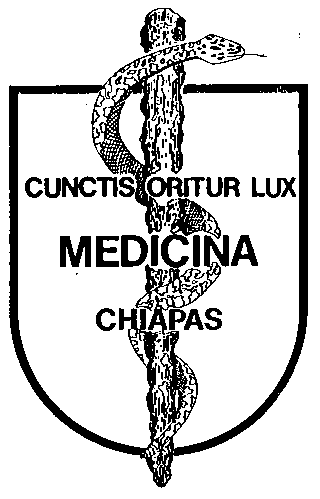 CUNCTIS ORITUR LUX
MEDICINA
CHIAPAS